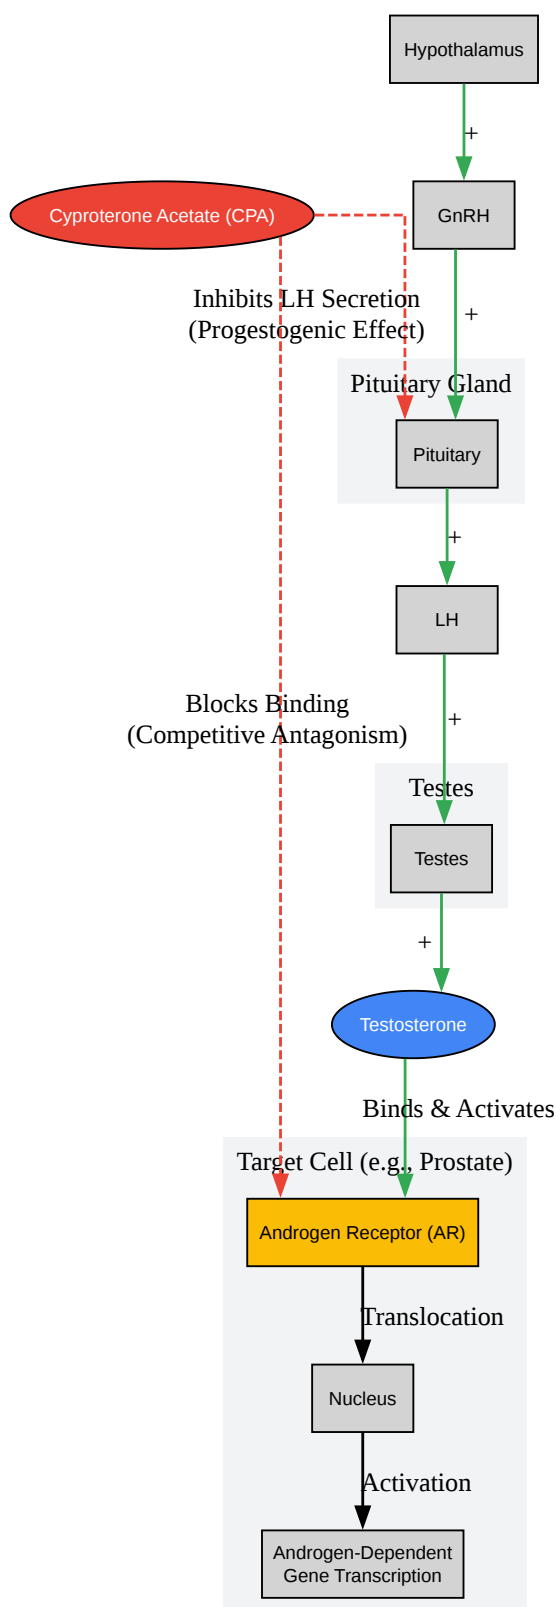 Hypothalamus
+
Cyproterone Acetate (CPA)
GnRH
Inhibits LH Secretion
(Progestogenic Effect)
+
Pituitary Gland
Pituitary
+
LH
Blocks Binding
(Competitive Antagonism)
+
Testes
Testes
+
Testosterone
Binds & Activates
Target Cell (e.g., Prostate)
Androgen Receptor (AR)
Translocation
Nucleus
Activation
Androgen-Dependent
Gene Transcription